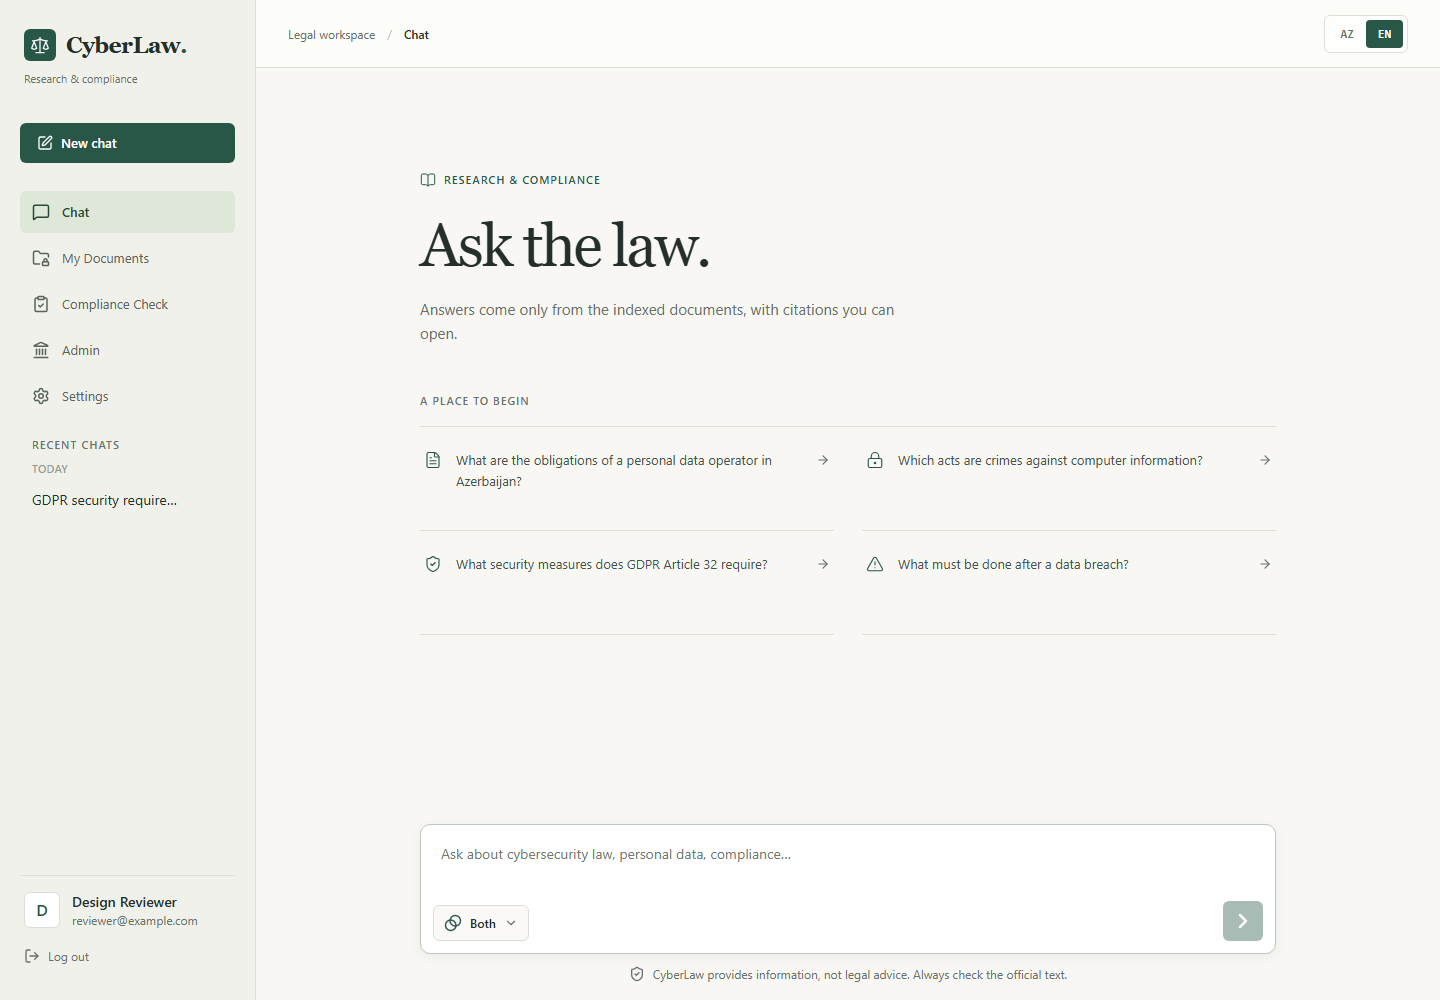 CyberLaw.
Research & compliance
New chat
Chat
My Documents
Compliance Check
Admin
Settings
RECENT CHATS
TODAY
GDPR security require...
D
Design Reviewer
reviewer@example.com
Log out
Legal workspace / Chat
AZ EN
RESEARCH & COMPLIANCE
Ask the law.
Answers come only from the indexed documents, with citations you can
open.
A PLACE TO BEGIN
What are the obligations of a personal data operator in
Azerbaijan?
Which acts are crimes against computer information?
What security measures does GDPR Article 32 require?
What must be done after a data breach?
Ask about cybersecurity law, personal data, compliance...
Both
CyberLaw provides information, not legal advice. Always check the official text.